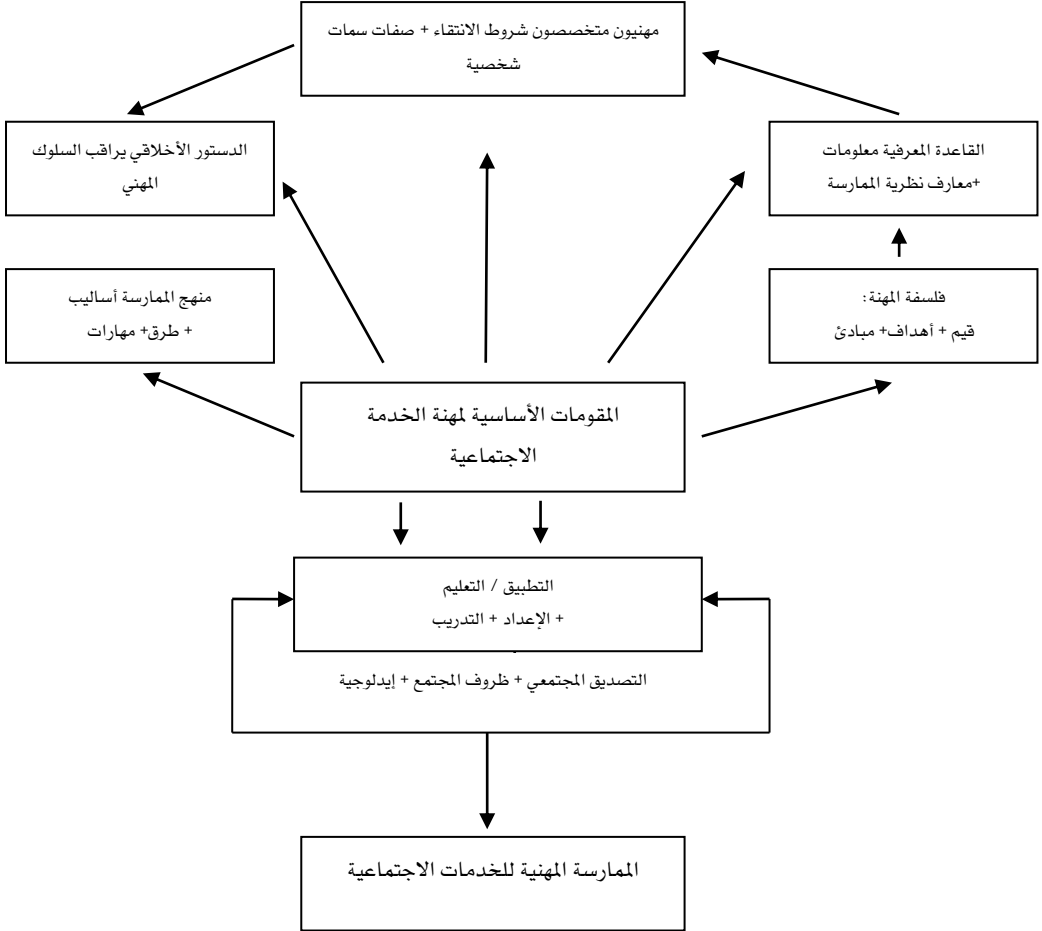 مهنيون متخصصون شروط الانتقاء + صفات سمات
شخصية
القاعدة المعرفية معلومات
+معارف نظرية الممارسة
الدستور الأخلاقي يراقب السلوك
المهني
فلسفة المهنة:
قيم + أهداف+ مبادئ
منهج الممارسة أساليب
+ طرق+ مهارات
المقومات الأساسية لمهنة الخدمة
الاجتماعية
التطبيق / التعليم
+ الإعداد + التدريب
التصديق المجتمعي + ظروف المجتمع + إيدلوجية
الممارسة المهنية للخدمات الاجتماعية